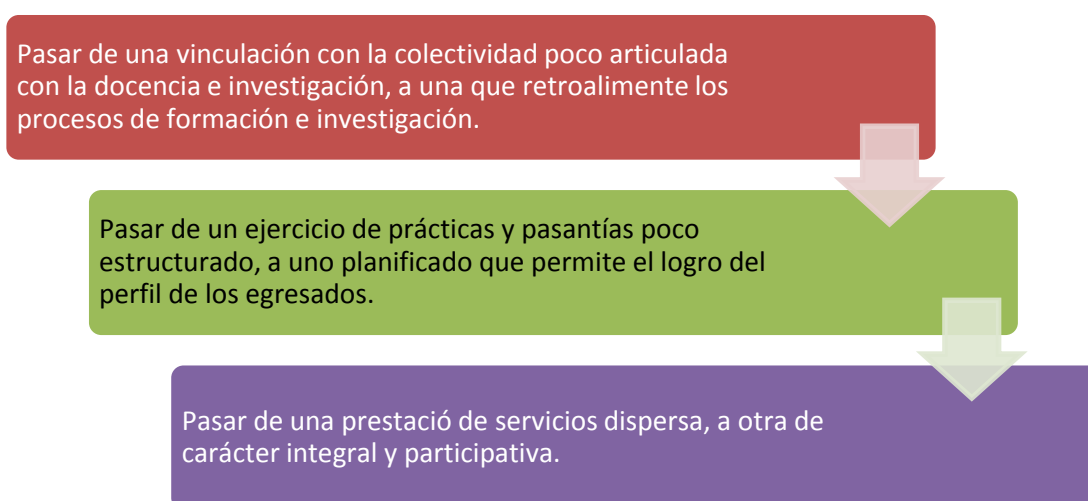 Pasar de una vinculación con la colectividad poco articulada
con la docencia e investigación, a una que retroalimente los
procesos de formación e investigación.
Pasar de un ejercicio de prácticas y pasantías poco
estructurado, a uno planificado que permite el logro del
perfil de los egresados.
Pasar de una prestació de servicios dispersa, a otra de
carácter integral y participativa.